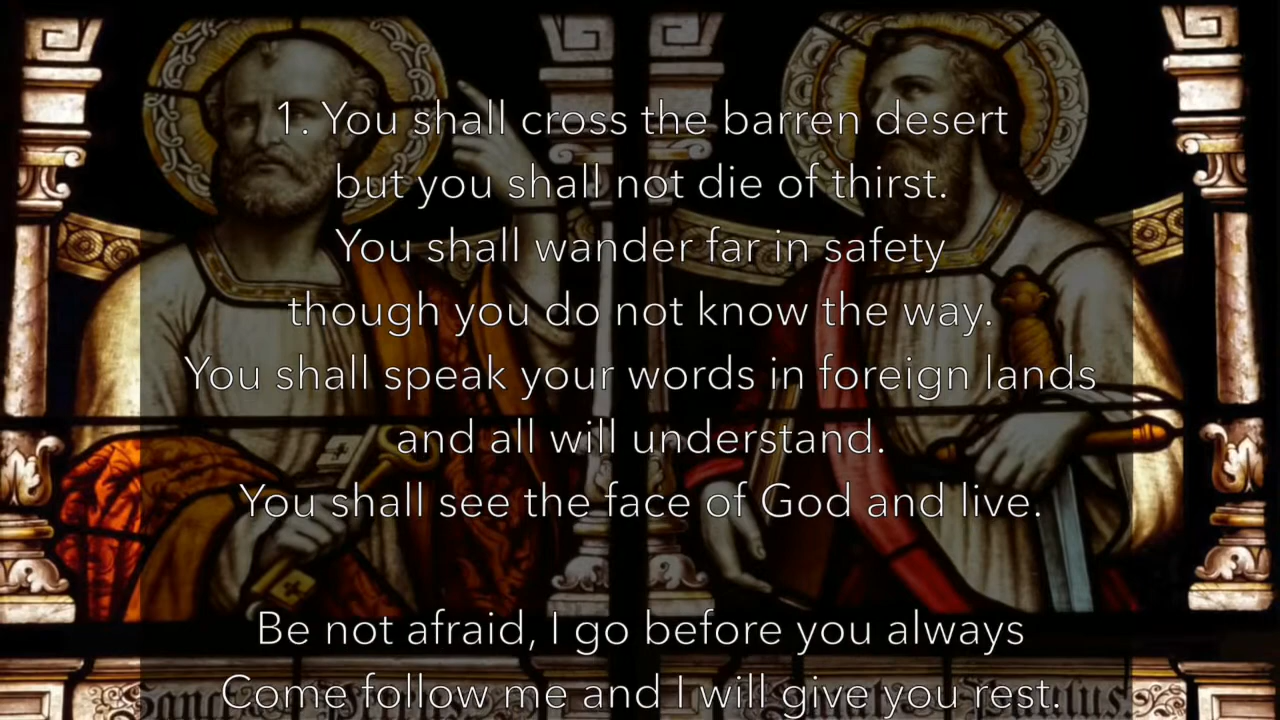 1. You shall cross the barren desert
but you shall not die of thirst.
You shall wander far in safety
though you do not know the way.
You shall speak your words in foreign lands
and all will understand.
You shall see the face of God and live.
Be not afraid, I go before you always
Come follow me and I will give you rest.